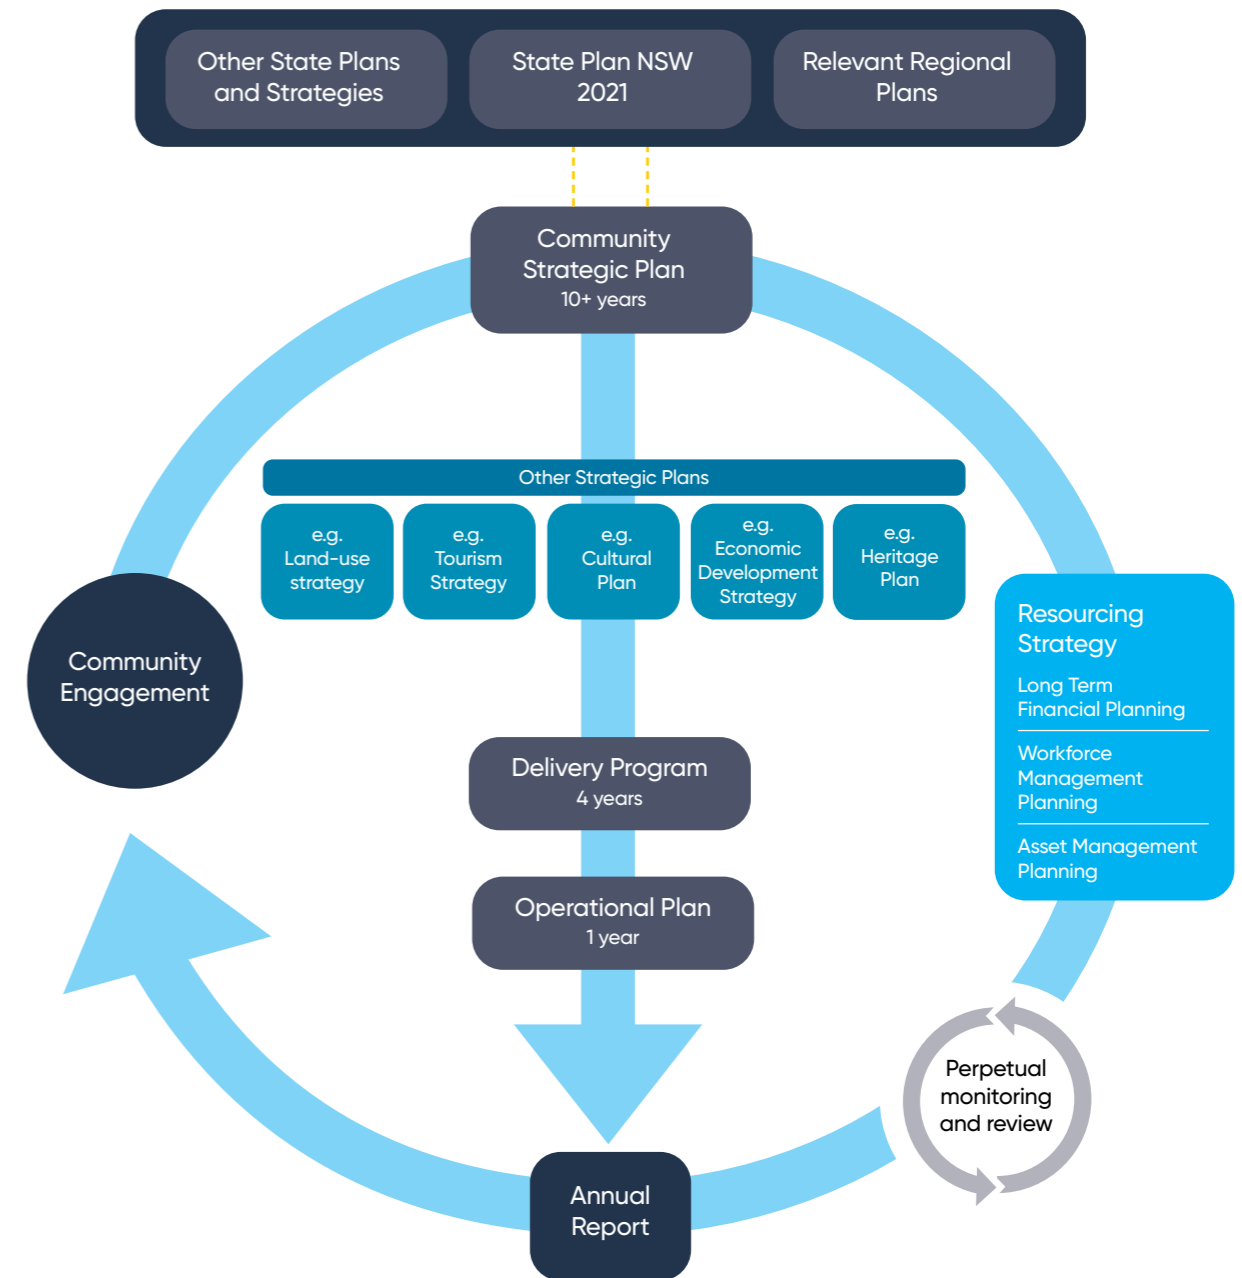 Other State Plans
and Strategies
State Plan NSW
2021
Relevant Regional
Plans
Community
Strategic Plan
10+ years
Other Strategic Plans
e.g.
Land-use
strategy
e.g.
Tourism
Strategy
e.g.
Cultural
Plan
e.g.
Economic
Development
Strategy
e.g.
Heritage
Plan
Community
Engagement
Resourcing
Strategy
Long Term
Financial Planning
Workforce
Management
Planning
Asset Management
Planning
Delivery Program
4 years
Operational Plan
1 year
Perpetual
monitoring
and review
Annual
Report